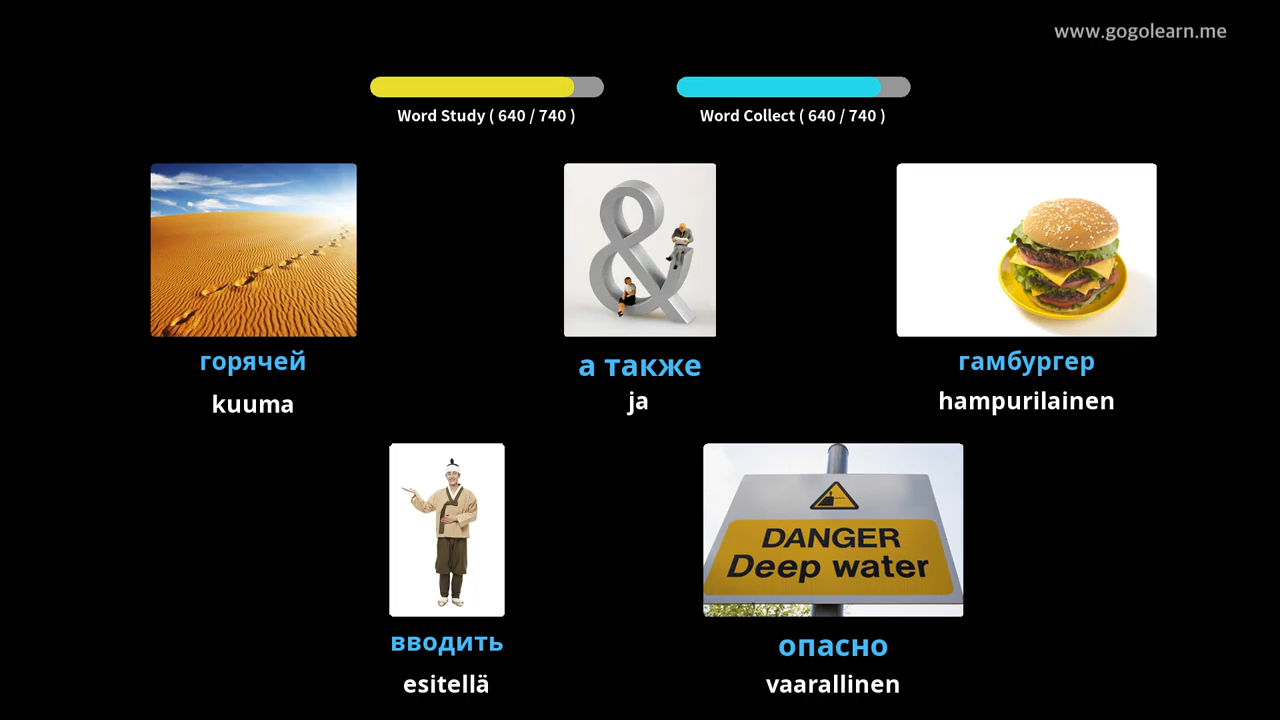 www.gogolearn.me
Word Study ( 640 / 740 )
Word Collect ( 640 / 740 )
горячей
kuuma
а также
ja
гамбургер
hampurilainen
DANGER
Deep water
вводить
esitellä
опасно
vaarallinen